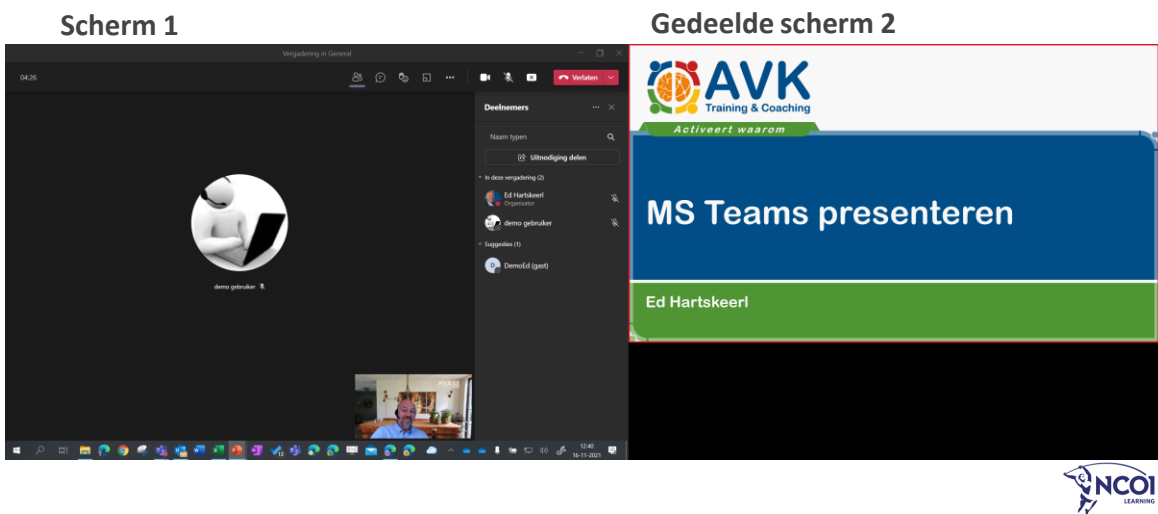 Scherm 1
Gedeelde scherm 2
Vergadering in General
04:26
Verlaten
Deelnemers
Naam typen
Uitnodiging delen
In deze vergadering (2)
Ed Hartskeerl
Organisator
demo gebruiker
Suggesties (1)
D
DemoEd (gast)
demo gebruiker
12:40
16-11-2021
AVK
Training & Coaching
Activeert waarom
MS Teams presenteren
Ed Hartskeerl
NCOI
LEARNING